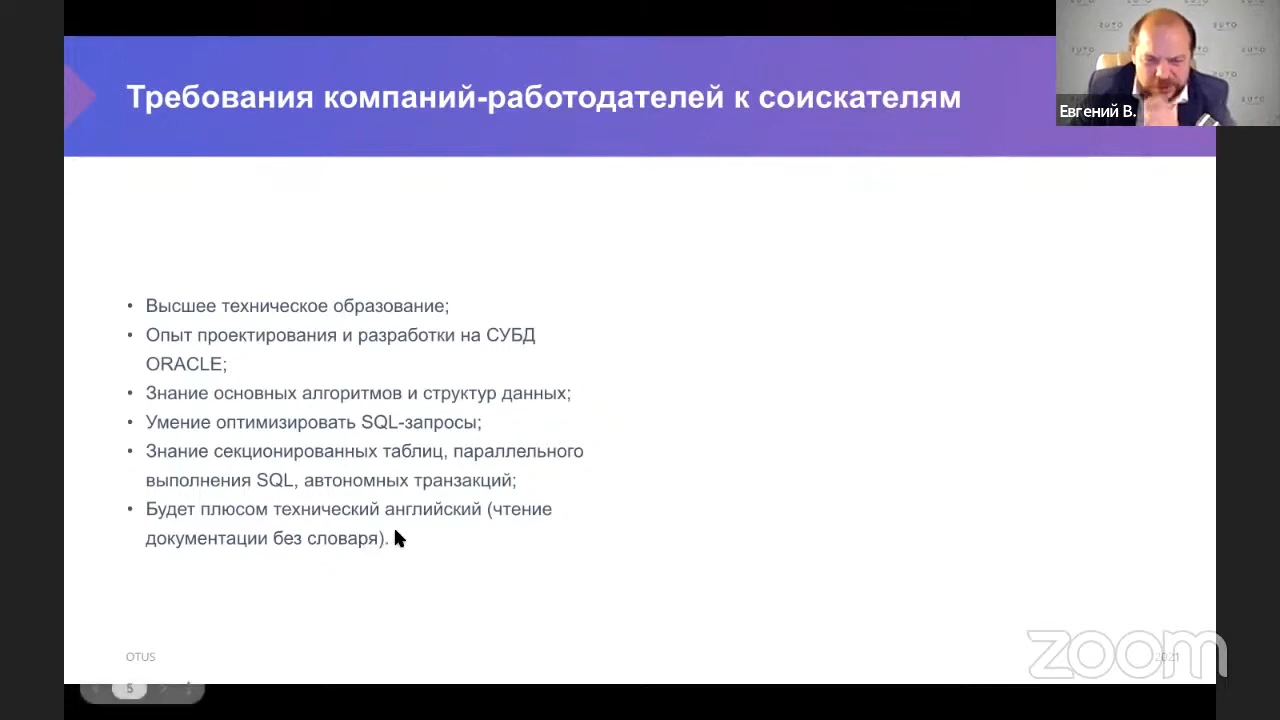 Требования компаний-работодателей к соискателям
Евгений В.
• Высшее техническое образование;
• Опыт проектирования и разработки на СУБД
ORACLE;
• Знание основных алгоритмов и структур данных;
• Умение оптимизировать SQL-запросы;
• Знание секционированных таблиц, параллельного
выполнения SQL, автономных транзакций;
• Будет плюсом технический английский (чтение
документации без словаря).
OTUS
2021
zoom
5